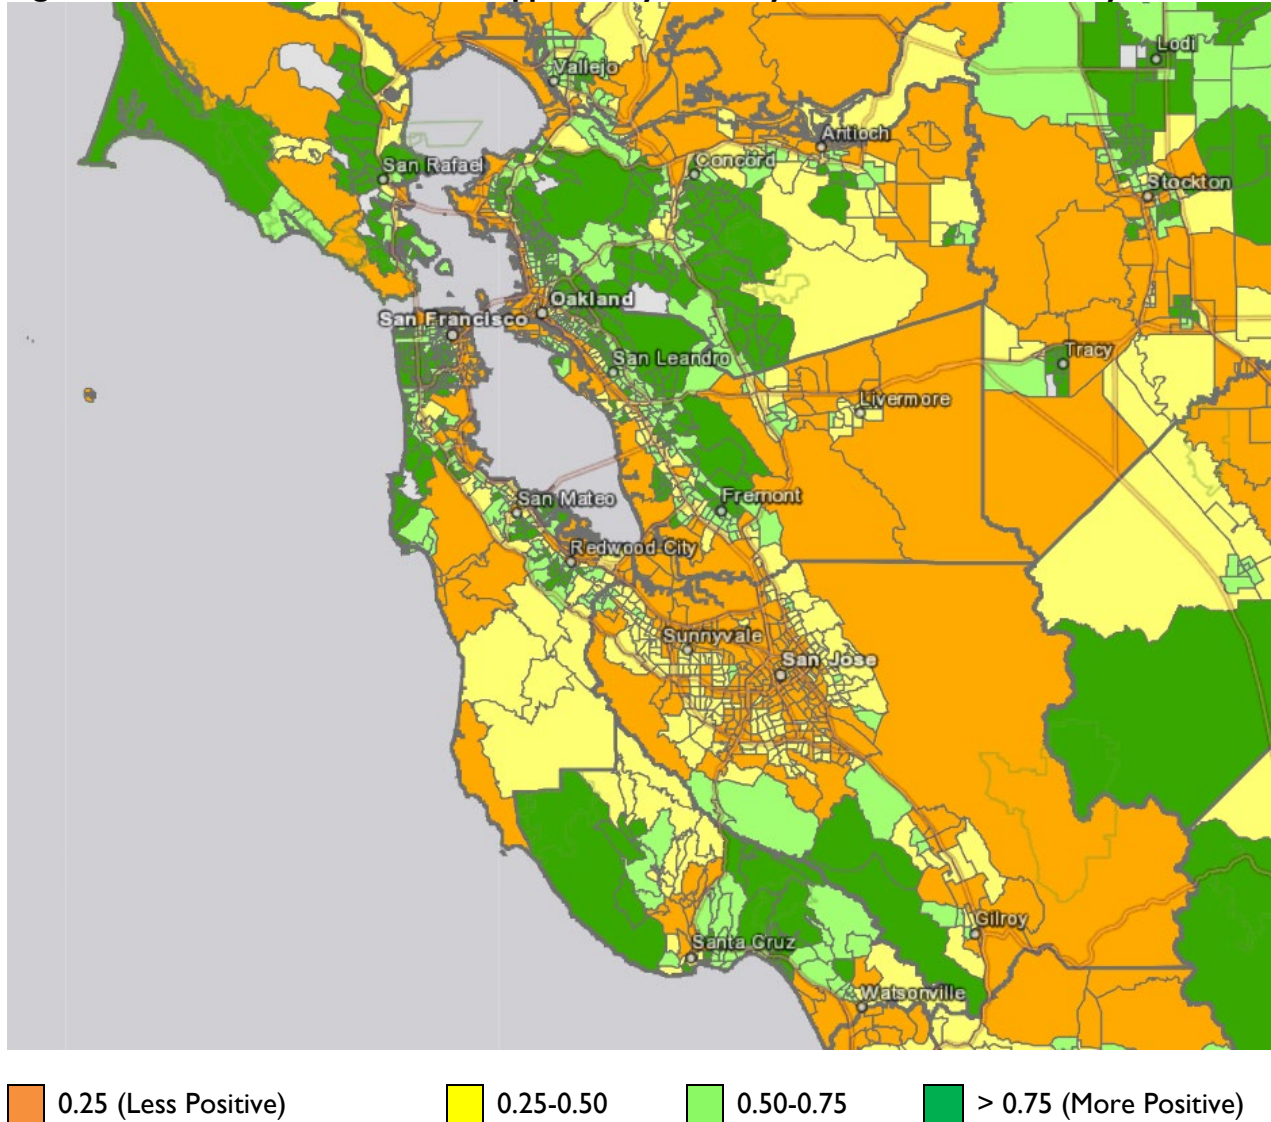 Lodi
Vallejo
Antioch
San Rafael
Concord
Stockton
Oakland
San Francisco
San Leandro
Tracy
Livermore
San Mateo
Fremont
Redwood City
Sunnyvale
San Jose
Gilroy
Santa Cruz
Watsonville
0.25 (Less Positive) 0.25-0.50 0.50-0.75 > 0.75 (More Positive)